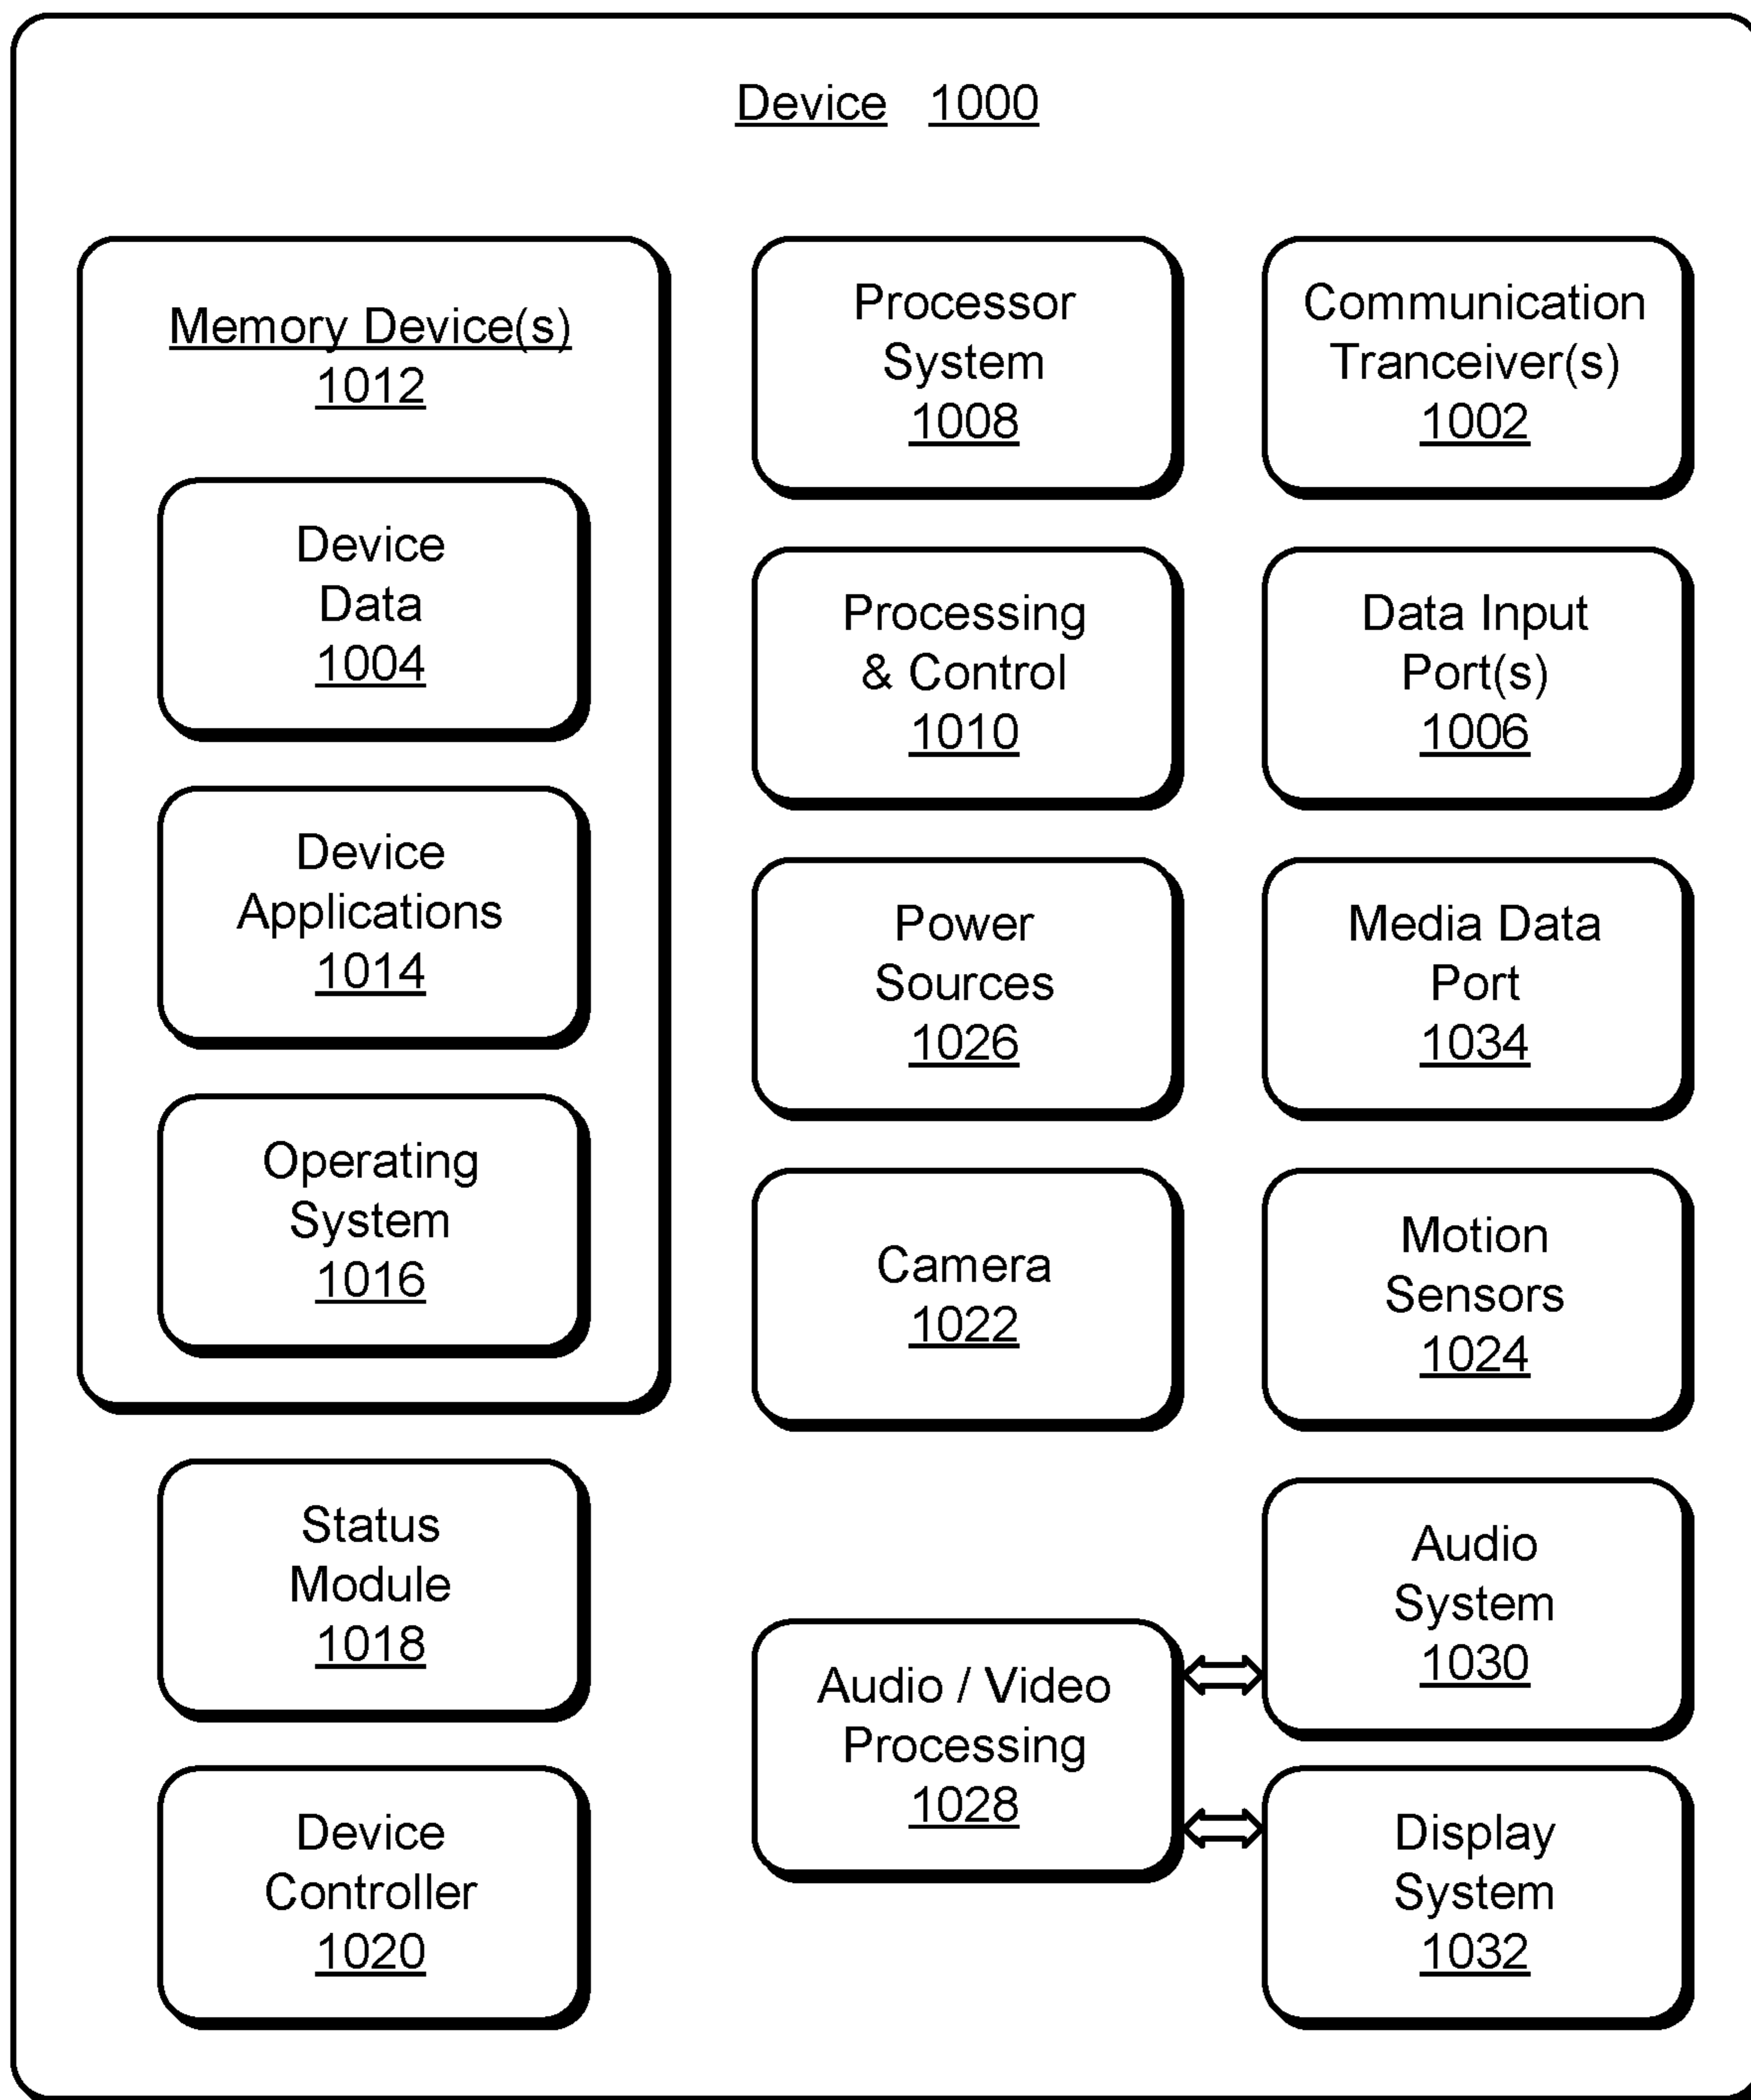 Device 1000
Memory Device(s)
1012
Device
Data
1004
Device
Applications
1014
Operating
System
1016
Status
Module
1018
Device
Controller
1020
Processor
System
1008
Processing
& Control
1010
Power
Sources
1026
Camera
1022
Audio / Video
Processing
1028
Communication
Tranceiver(s)
1002
Data Input
Port(s)
1006
Media Data
Port
1034
Motion
Sensors
1024
Audio
System
1030
Display
System
1032